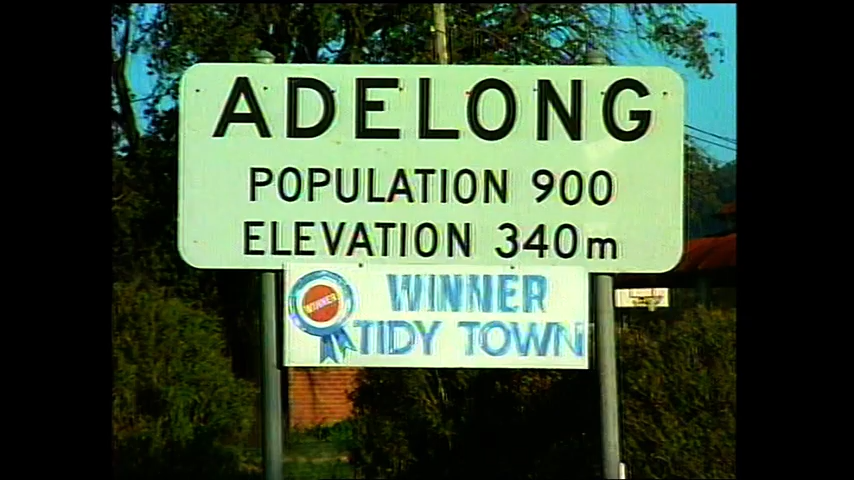 ADELONG
POPULATION 900
ELEVATION 340m
WINNER
WINNER
TIDY TOWN